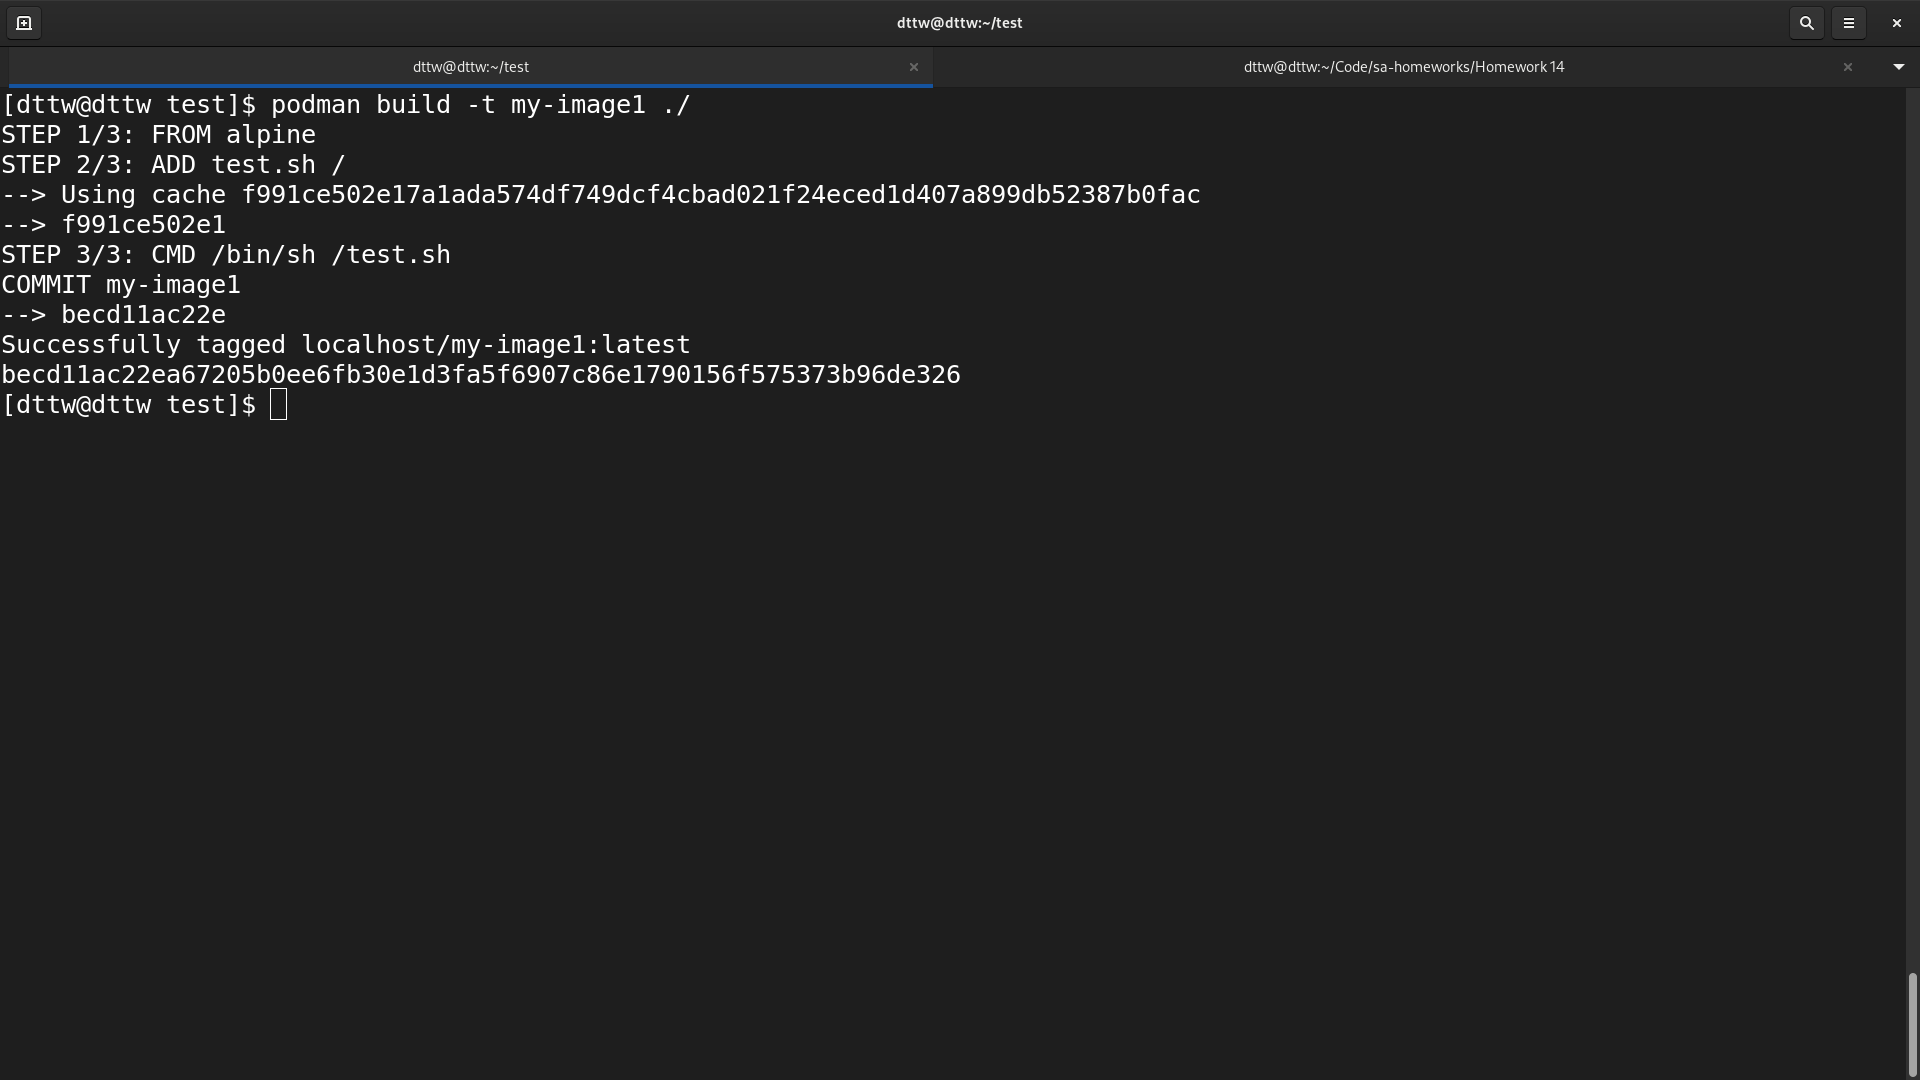 dttw@dttw:~/test
dttw@dttw:~/test
dttw@dttw:~/Code/sa-homeworks/Homework 14
[dttw@dttw test]$ podman build -t my-image1 ./
STEP 1/3: FROM alpine
STEP 2/3: ADD test.sh /
--> Using cache f991ce502e17a1ada574df749dcf4cbad021f24eced1d407a899db52387b0fac
--> f991ce502e1
STEP 3/3: CMD /bin/sh /test.sh
COMMIT my-image1
--> becd11ac22e
Successfully tagged localhost/my-image1:latest
becd11ac22ea67205b0ee6fb30e1d3fa5f6907c86e1790156f575373b96de326
[dttw@dttw test]$